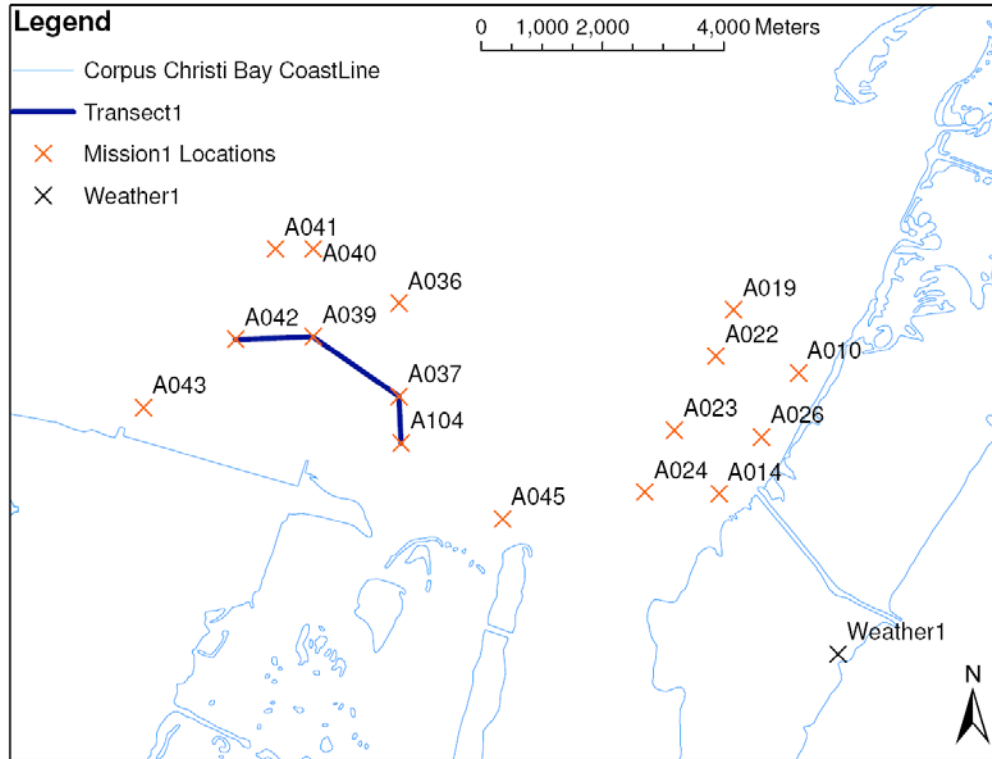 Legend
0 1,000 2,000 4,000 Meters
Corpus Christi Bay CoastLine
Transect1
Mission1 Locations
Weather1
A041
A040
A036
A019
A042
A039
A022
A010
A043
A037
A023
A026
A104
A024
A014
A045
Weather1
N